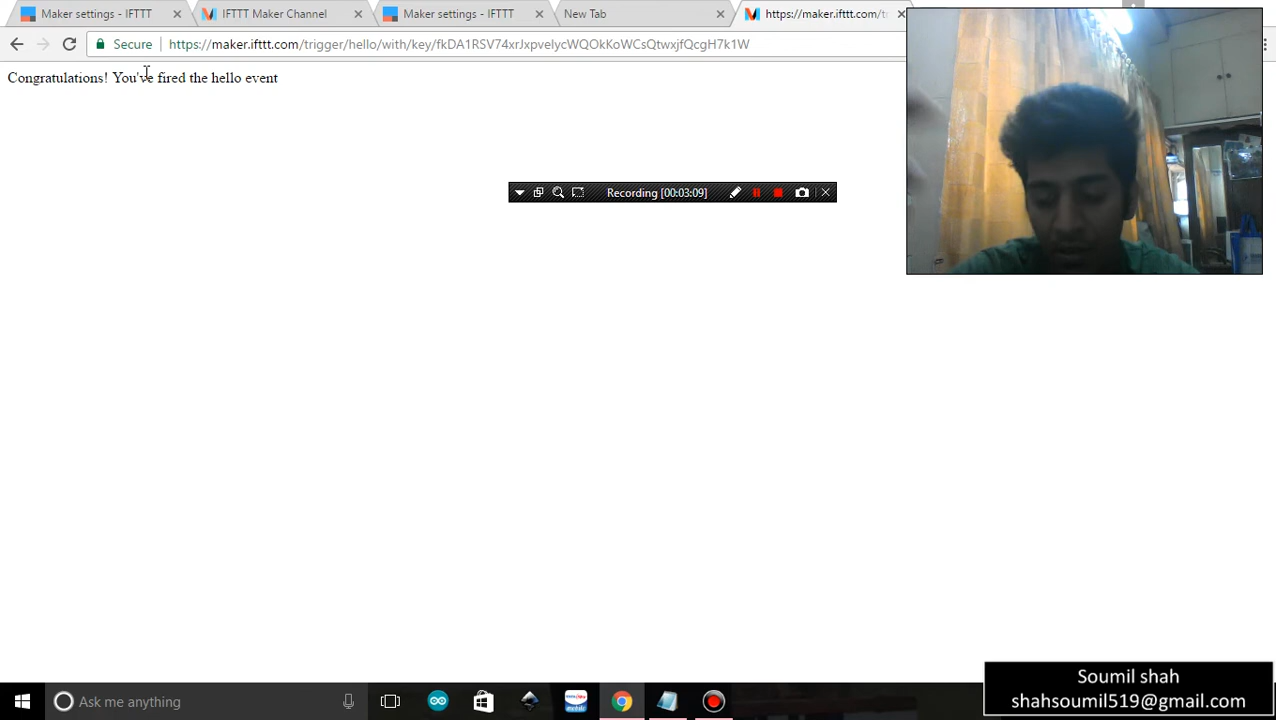 Maker settings - IFTTT
IFTTT Maker Channel
Maker settings - IFTTT
New Tab
https://maker.ifttt.com/t
Secure
https://maker.ifttt.com/trigger/hello/with/key/fkDA1RSV74xrJxpvelycWQOkKoWCsQtwxjfQcgH7k1W
Congratulations! You've fired the hello event
Recording [00:03:09]
Soumil shah
Ask me anything
shahsoumil519@gmail.com